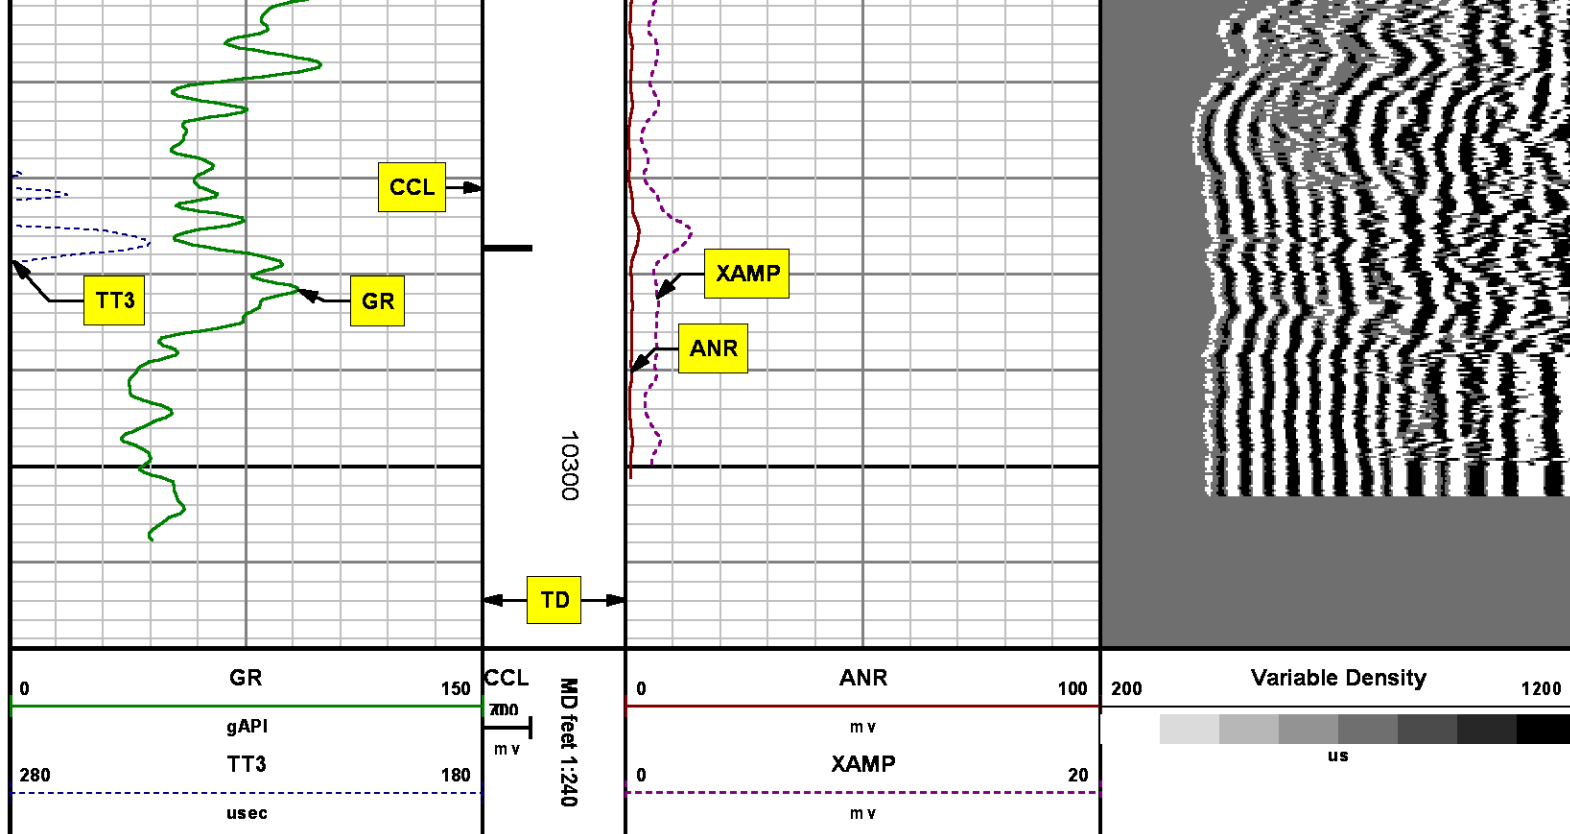 CCL
XAMP
TT3
GR
ANR
10300
TD
GR
0 150
gAPI
TT3
280 180
usec
CCL
mv
MD feet 1:240
ANR
0 100
mv
XAMP
0 20
mv
Variable Density
200 1200
us